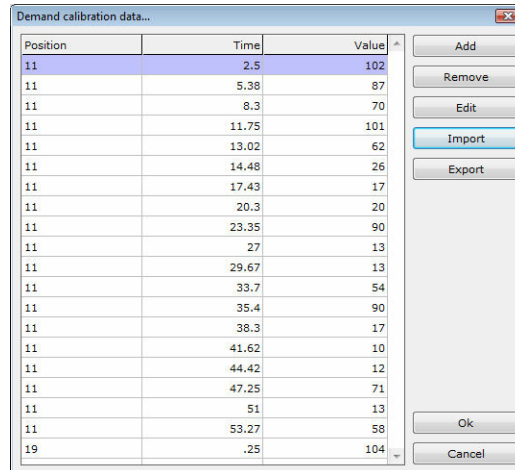 Demand calibration data...
Position Time Value Add
11 2.5 102
11 5.38 87 Remove
11 8.3 70 Edit
11 11.75 101
11 13.02 62 Import
11 14.48 26 Export
11 17.43 17
11 20.3 20
11 23.35 90
11 27 13
11 29.67 13
11 33.7 54
11 35.4 90
11 38.3 17
11 41.62 10
11 44.42 12
11 47.25 71
11 51 13
11 53.27 58 Ok
19 .25 104 Cancel